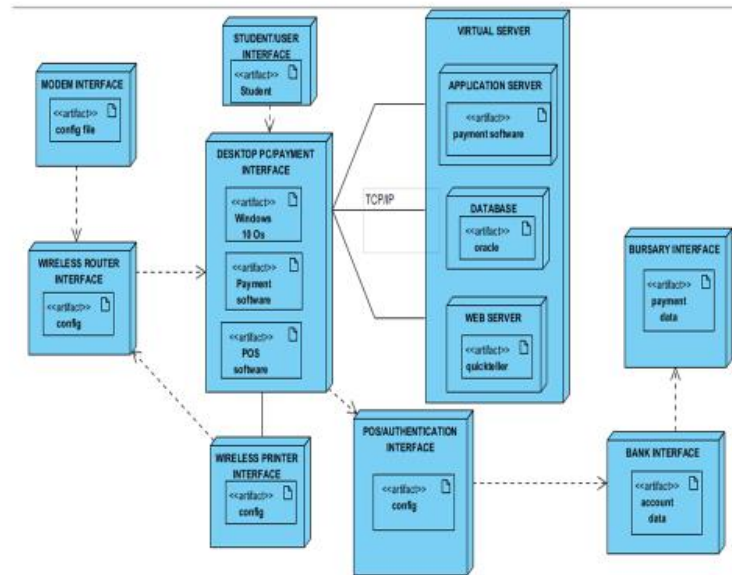 STUDENT/USER
INTERFACE
<<artifact>>
Student
VIRTUAL SERVER
MODEM INTERFACE
<<artifact>>
config file
APPLICATION SERVER
<<artifact>>
payment software
DESKTOP PC/PAYMENT
INTERFACE
<<artifact>>
Windows
10 Os
<<artifact>>
Payment
software
<<artifact>>
POS
software
TCP/IP
DATABASE
<<artifact>>
oracle
WIRELESS ROUTER
INTERFACE
<<artifact>>
config
BURSARY INTERFACE
<<artifact>>
payment
data
WEB SERVER
<<artifact>>
quickteller
WIRELESS PRINTER
INTERFACE
<<artifact>>
config
POS/AUTHENTICATION
INTERFACE
<<artifact>>
config
BANK INTERFACE
<<artifact>>
account
data